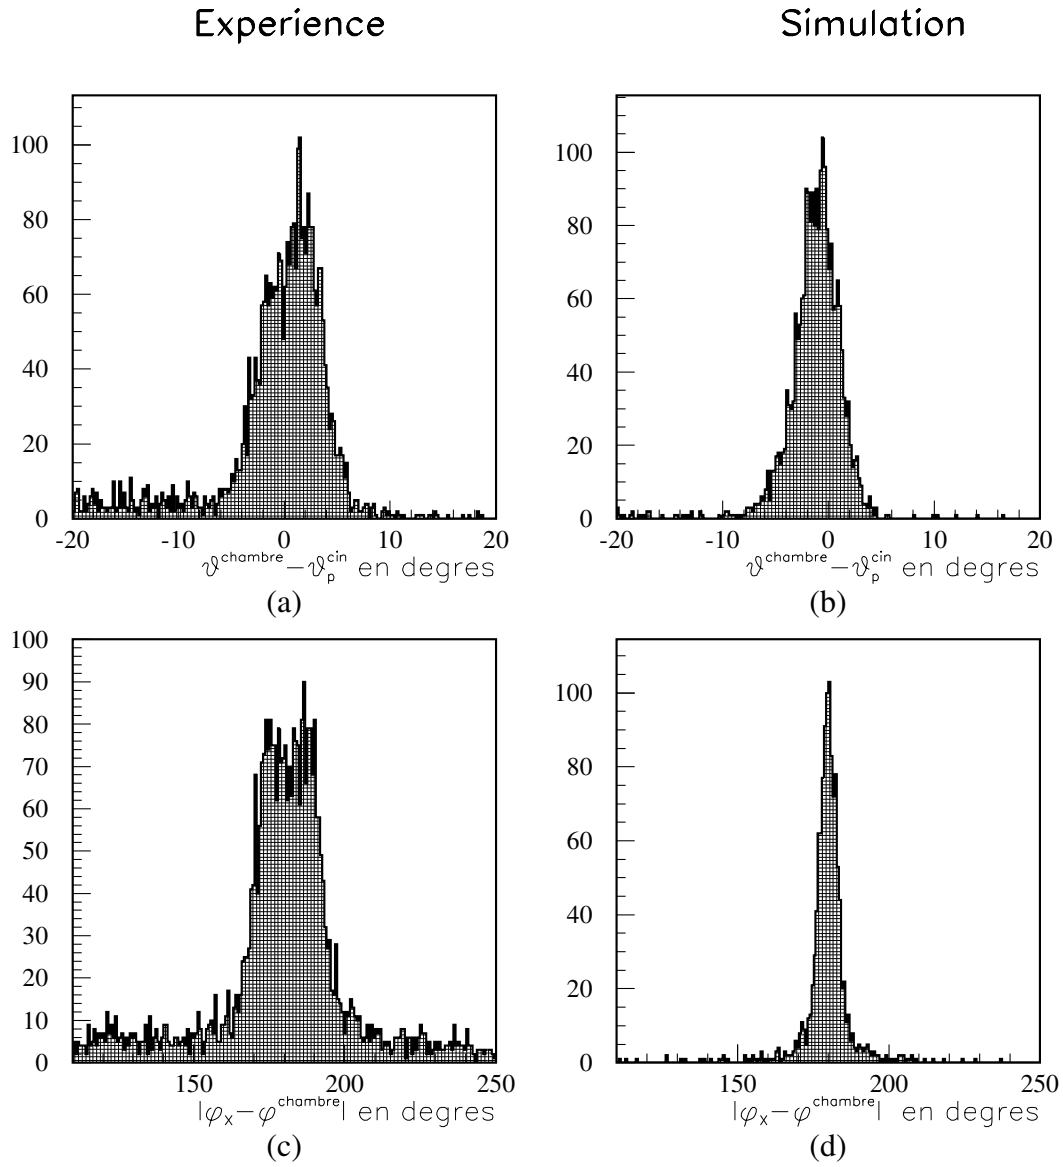 Experience
Simulation
100
80
60
40
20
0
-20 -10 0 10 20
ϑ^chambre − ϑ_p^cin en degres
(a)
100
80
60
40
20
0
-20 -10 0 10 20
ϑ^chambre − ϑ_p^cin en degres
(b)
100
90
80
70
60
50
40
30
20
10
0
150 200 250
|φ_x − φ^chambre| en degres
(c)
100
80
60
40
20
0
150 200 250
|φ_x − φ^chambre| en degres
(d)